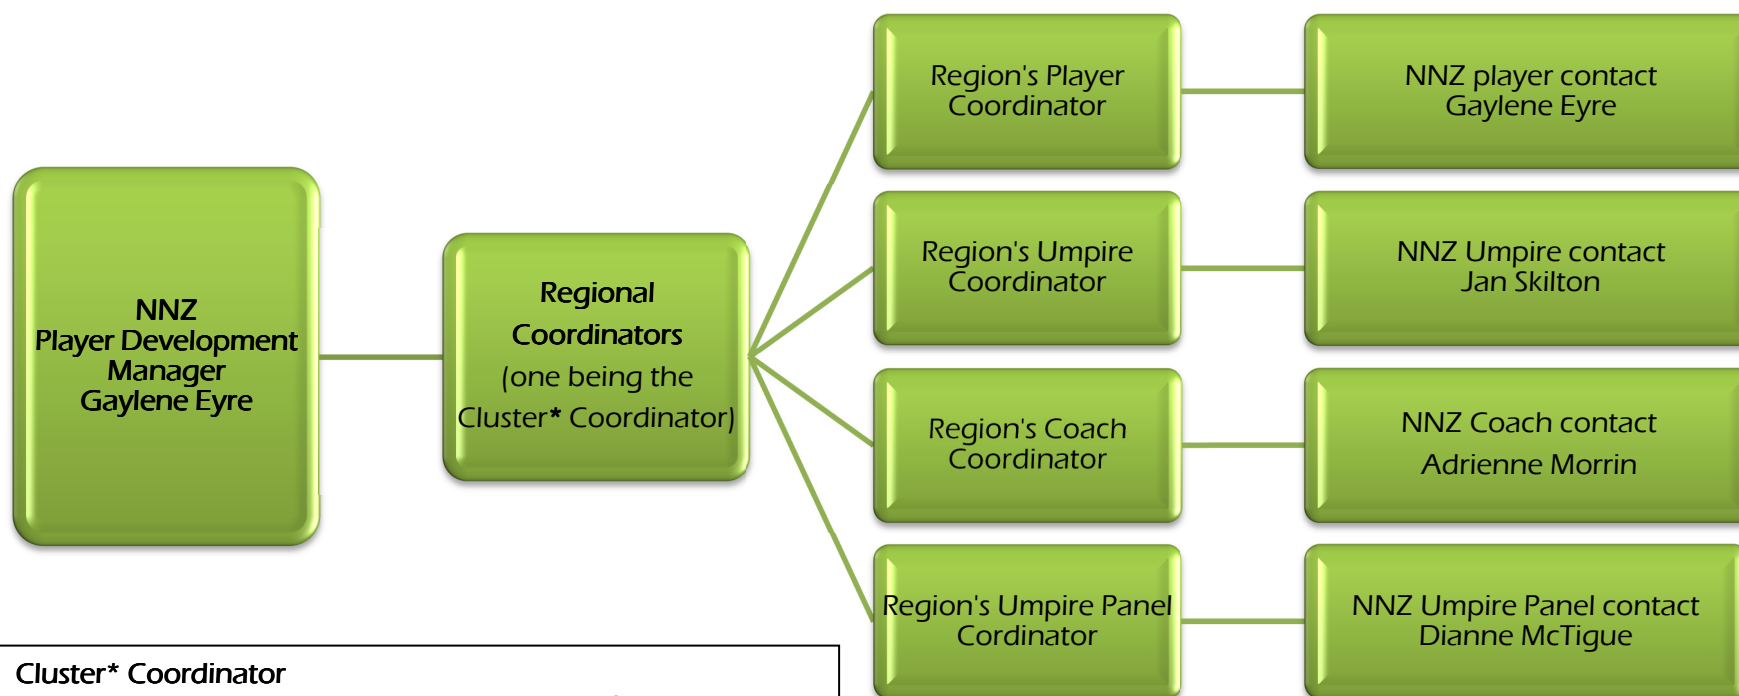 NNZ
Player Development
Manager
Gaylene Eyre
Regional
Coordinators
(one being the
Cluster* Coordinator)
Region's Player
Coordinator
NNZ player contact
Gaylene Eyre
Region's Umpire
Coordinator
NNZ Umpire contact
Jan Skilton
Region's Coach
Coordinator
NNZ Coach contact
Adrienne Morrin
Region's Umpire Panel
Cordinator
NNZ Umpire Panel contact
Dianne McTigue
Cluster* Coordinator